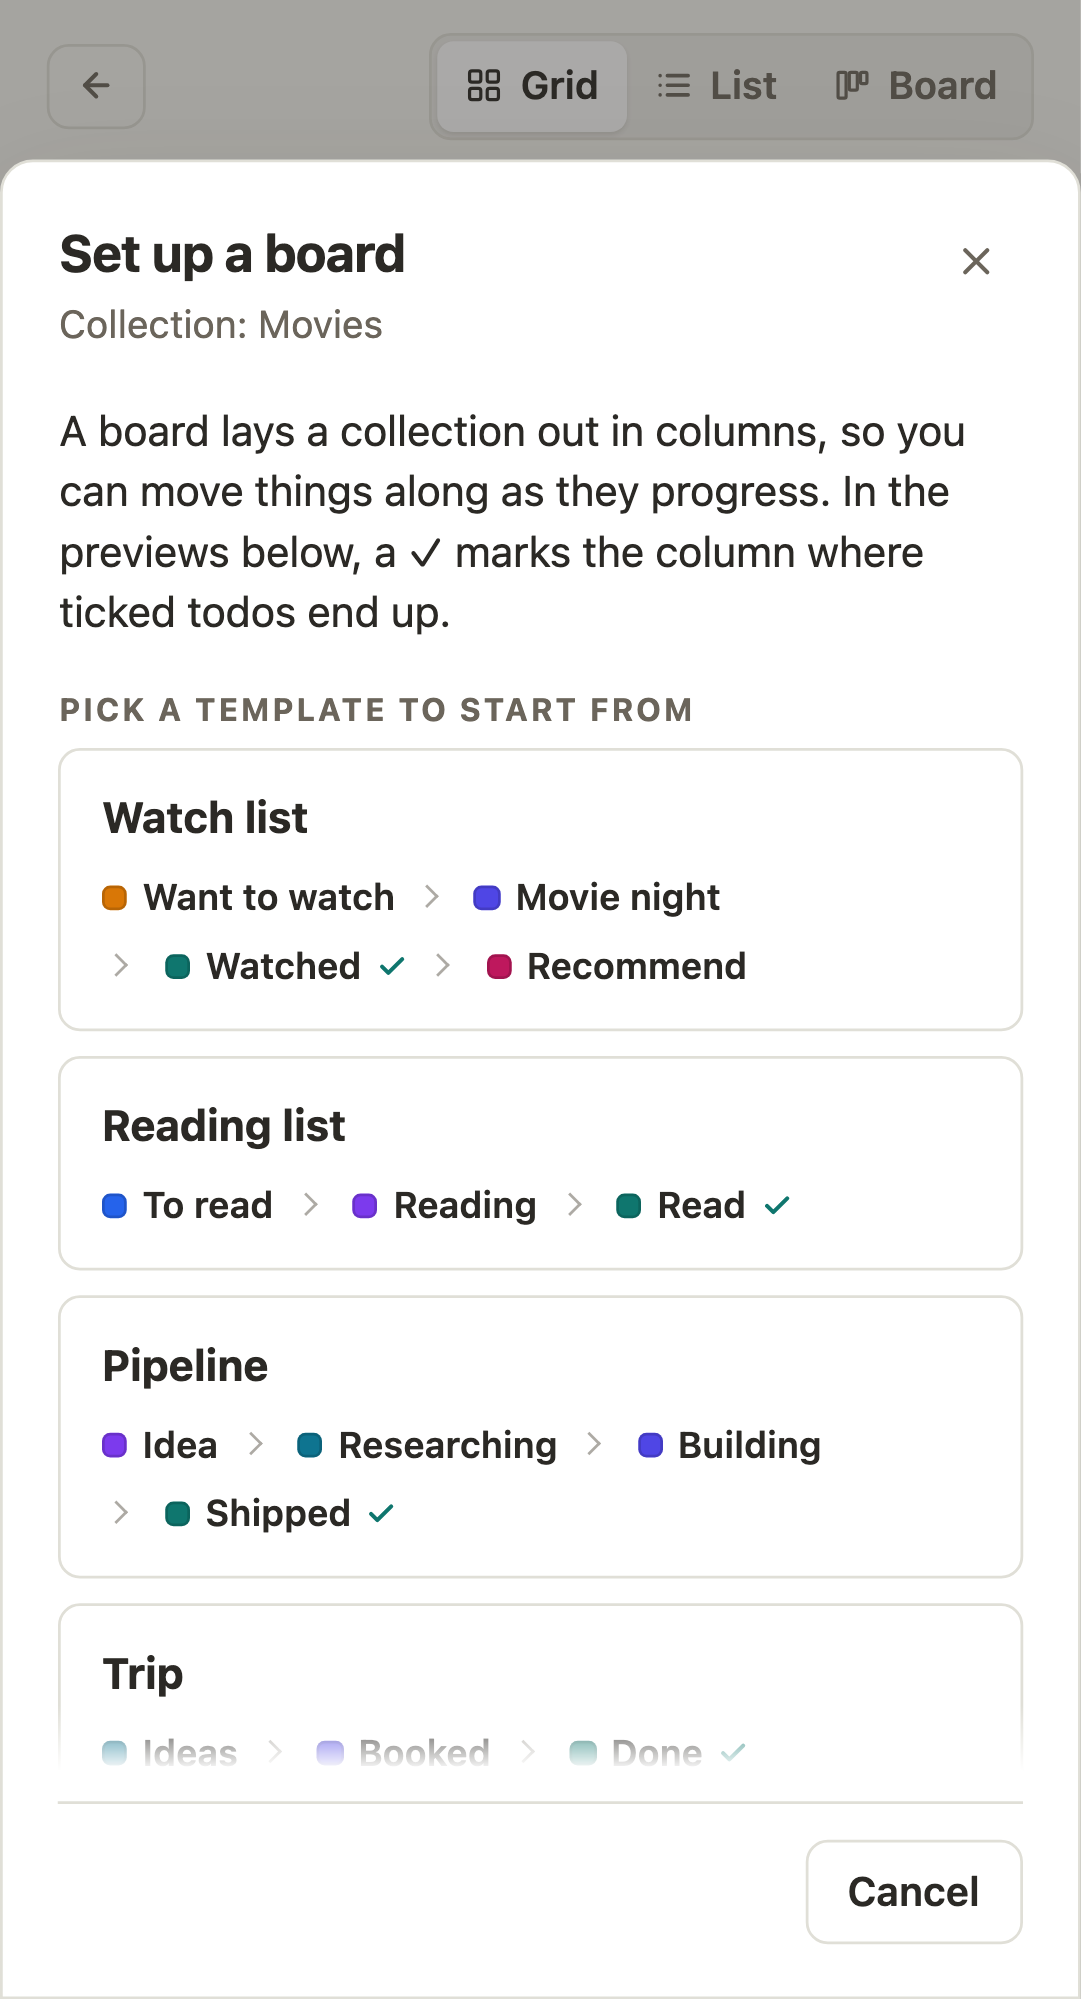 Grid List Board
Set up a board
Collection: Movies
A board lays a collection out in columns, so you
can move things along as they progress. In the
previews below, a ✓ marks the column where
ticked todos end up.
PICK A TEMPLATE TO START FROM
Watch list
Want to watch > Movie night
> Watched ✓ > Recommend
Reading list
To read > Reading > Read ✓
Pipeline
Idea > Researching > Building
> Shipped ✓
Trip
Ideas > Booked > Done ✓
Cancel